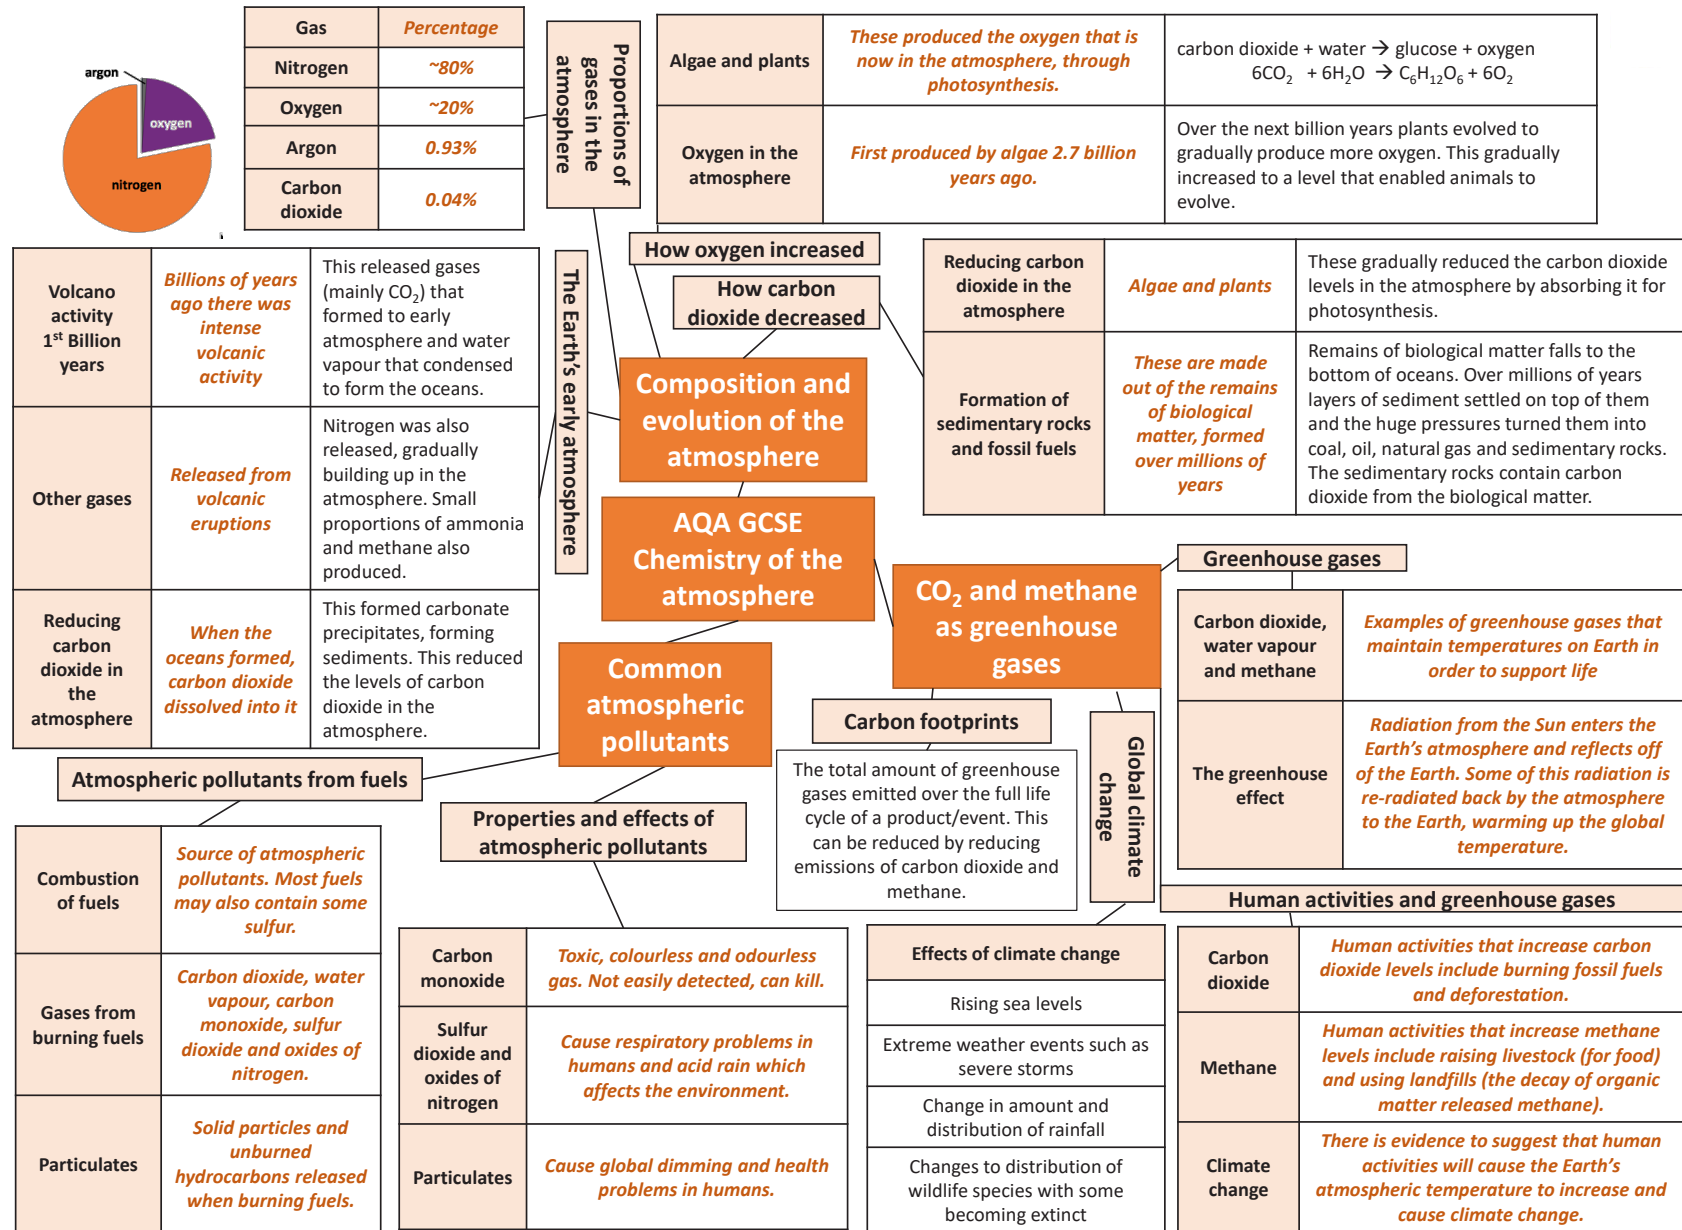 argon
oxygen
nitrogen
Gas Percentage
Nitrogen ~80%
Oxygen ~20%
Argon 0.93%
Carbon
dioxide
0.04%
Proportions of
gases in the
atmosphere
Algae and plants
These produced the oxygen that is
now in the atmosphere, through
photosynthesis.
carbon dioxide + water → glucose + oxygen
6CO₂ + 6H₂O → C₆H₁₂O₆ + 6O₂
Oxygen in the
atmosphere
First produced by algae 2.7 billion
years ago.
Over the next billion years plants evolved to
gradually produce more oxygen. This gradually
increased to a level that enabled animals to
evolve.
How oxygen increased
How carbon
dioxide decreased
Volcano
activity
1st Billion
years
Billions of years
ago there was
intense
volcanic
activity
This released gases
(mainly CO₂) that
formed to early
atmosphere and water
vapour that condensed
to form the oceans.
Other gases
Released from
volcanic
eruptions
Nitrogen was also
released, gradually
building up in the
atmosphere. Small
proportions of ammonia
and methane also
produced.
Reducing
carbon
dioxide in
the
atmosphere
When the
oceans formed,
carbon dioxide
dissolved into it
This formed carbonate
precipitates, forming
sediments. This reduced
the levels of carbon
dioxide in the
atmosphere.
The Earth's early atmosphere
Reducing carbon
dioxide in the
atmosphere
Algae and plants
These gradually reduced the carbon dioxide
levels in the atmosphere by absorbing it for
photosynthesis.
Formation of
sedimentary rocks
and fossil fuels
These are made
out of the remains
of biological
matter, formed
over millions of
years
Remains of biological matter falls to the
bottom of oceans. Over millions of years
layers of sediment settled on top of them
and the huge pressures turned them into
coal, oil, natural gas and sedimentary rocks.
The sedimentary rocks contain carbon
dioxide from the biological matter.
Composition and
evolution of the
atmosphere
AQA GCSE
Chemistry of the
atmosphere
CO₂ and methane
as greenhouse
gases
Common
atmospheric
pollutants
Greenhouse gases
Carbon dioxide,
water vapour
and methane
Examples of greenhouse gases that
maintain temperatures on Earth in
order to support life
The greenhouse
effect
Radiation from the Sun enters the
Earth's atmosphere and reflects off
of the Earth. Some of this radiation is
re-radiated back by the atmosphere
to the Earth, warming up the global
temperature.
Carbon footprints
The total amount of greenhouse
gases emitted over the full life
cycle of a product/event. This
can be reduced by reducing
emissions of carbon dioxide and
methane.
Global climate
change
Atmospheric pollutants from fuels
Combustion
of fuels
Source of atmospheric
pollutants. Most fuels
may also contain some
sulfur.
Gases from
burning fuels
Carbon dioxide, water
vapour, carbon
monoxide, sulfur
dioxide and oxides of
nitrogen.
Particulates
Solid particles and
unburned
hydrocarbons released
when burning fuels.
Properties and effects of
atmospheric pollutants
Carbon
monoxide
Toxic, colourless and odourless
gas. Not easily detected, can kill.
Sulfur
dioxide and
oxides of
nitrogen
Cause respiratory problems in
humans and acid rain which
affects the environment.
Particulates
Cause global dimming and health
problems in humans.
Effects of climate change
Rising sea levels
Extreme weather events such as
severe storms
Change in amount and
distribution of rainfall
Changes to distribution of
wildlife species with some
becoming extinct
Human activities and greenhouse gases
Carbon
dioxide
Human activities that increase carbon
dioxide levels include burning fossil fuels
and deforestation.
Methane
Human activities that increase methane
levels include raising livestock (for food)
and using landfills (the decay of organic
matter released methane).
Climate
change
There is evidence to suggest that human
activities will cause the Earth's
atmospheric temperature to increase and
cause climate change.